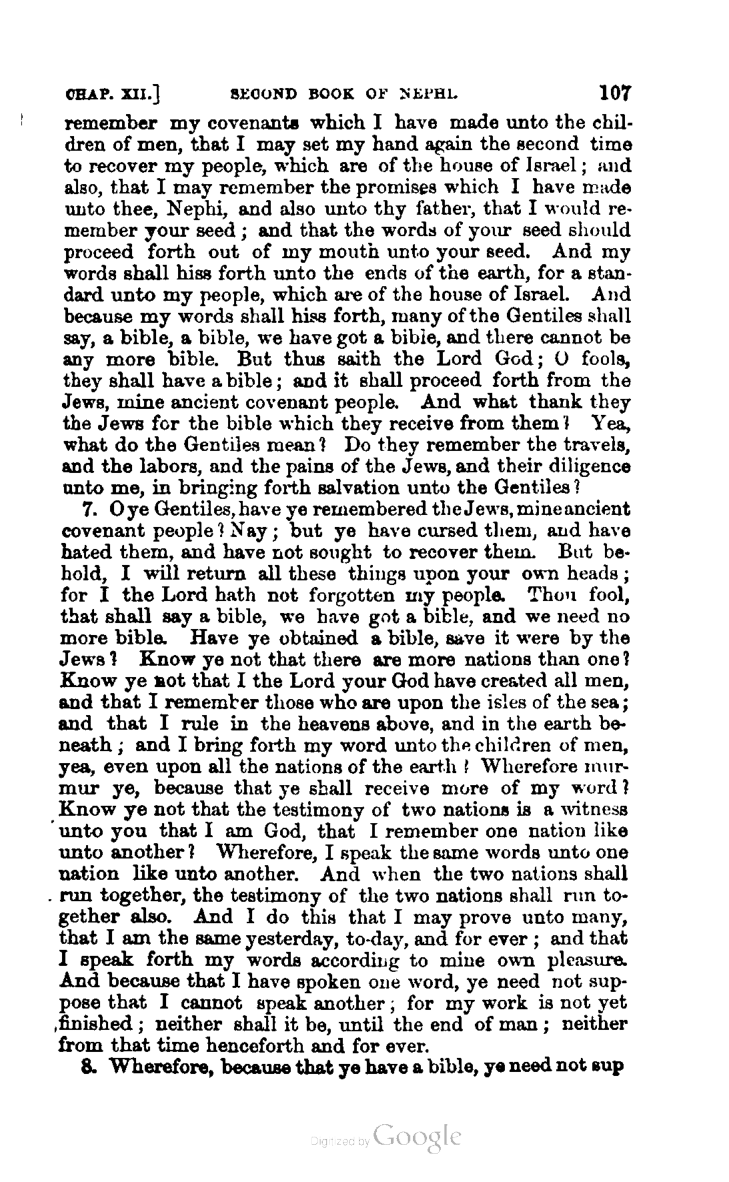 CHAP. XII.] SECOND BOOK OF NEPHI. 107
remember my covenants which I have made unto the chil-
dren of men, that I may set my hand again the second time
to recover my people, which are of the house of Israel; and
also, that I may remember the promises which I have made
unto thee, Nephi, and also unto thy father, that I would re-
member your seed; and that the words of your seed should
proceed forth out of my mouth unto your seed. And my
words shall hiss forth unto the ends of the earth, for a stan-
dard unto my people, which are of the house of Israel. And
because my words shall hiss forth, many of the Gentiles shall
say, a bible, a bible, we have got a bible, and there cannot be
any more bible. But thus saith the Lord God; O fools,
they shall have a bible; and it shall proceed forth from the
Jews, mine ancient covenant people. And what thank they
the Jews for the bible which they receive from them? Yea,
what do the Gentiles mean? Do they remember the travels,
and the labors, and the pains of the Jews, and their diligence
unto me, in bringing forth salvation unto the Gentiles?
7. O ye Gentiles, have ye remembered the Jews, mine ancient
covenant people? Nay; but ye have cursed them, and have
hated them, and have not sought to recover them. But be-
hold, I will return all these things upon your own heads;
for I the Lord hath not forgotten my people. Thou fool,
that shall say a bible, we have got a bible, and we need no
more bible. Have ye obtained a bible, save it were by the
Jews? Know ye not that there are more nations than one?
Know ye not that I the Lord your God have created all men,
and that I remember those who are upon the isles of the sea;
and that I rule in the heavens above, and in the earth be-
neath; and I bring forth my word unto the children of men,
yea, even upon all the nations of the earth? Wherefore mur-
mur ye, because that ye shall receive more of my word?
Know ye not that the testimony of two nations is a witness
unto you that I am God, that I remember one nation like
unto another? Wherefore, I speak the same words unto one
nation like unto another. And when the two nations shall
run together, the testimony of the two nations shall run to-
gether also. And I do this that I may prove unto many,
that I am the same yesterday, to-day, and for ever; and that
I speak forth my words according to mine own pleasure.
And because that I have spoken one word, ye need not sup-
pose that I cannot speak another; for my work is not yet
finished; neither shall it be, until the end of man; neither
from that time henceforth and for ever.
8. Wherefore, because that ye have a bible, ye need not sup
Digitized by Google